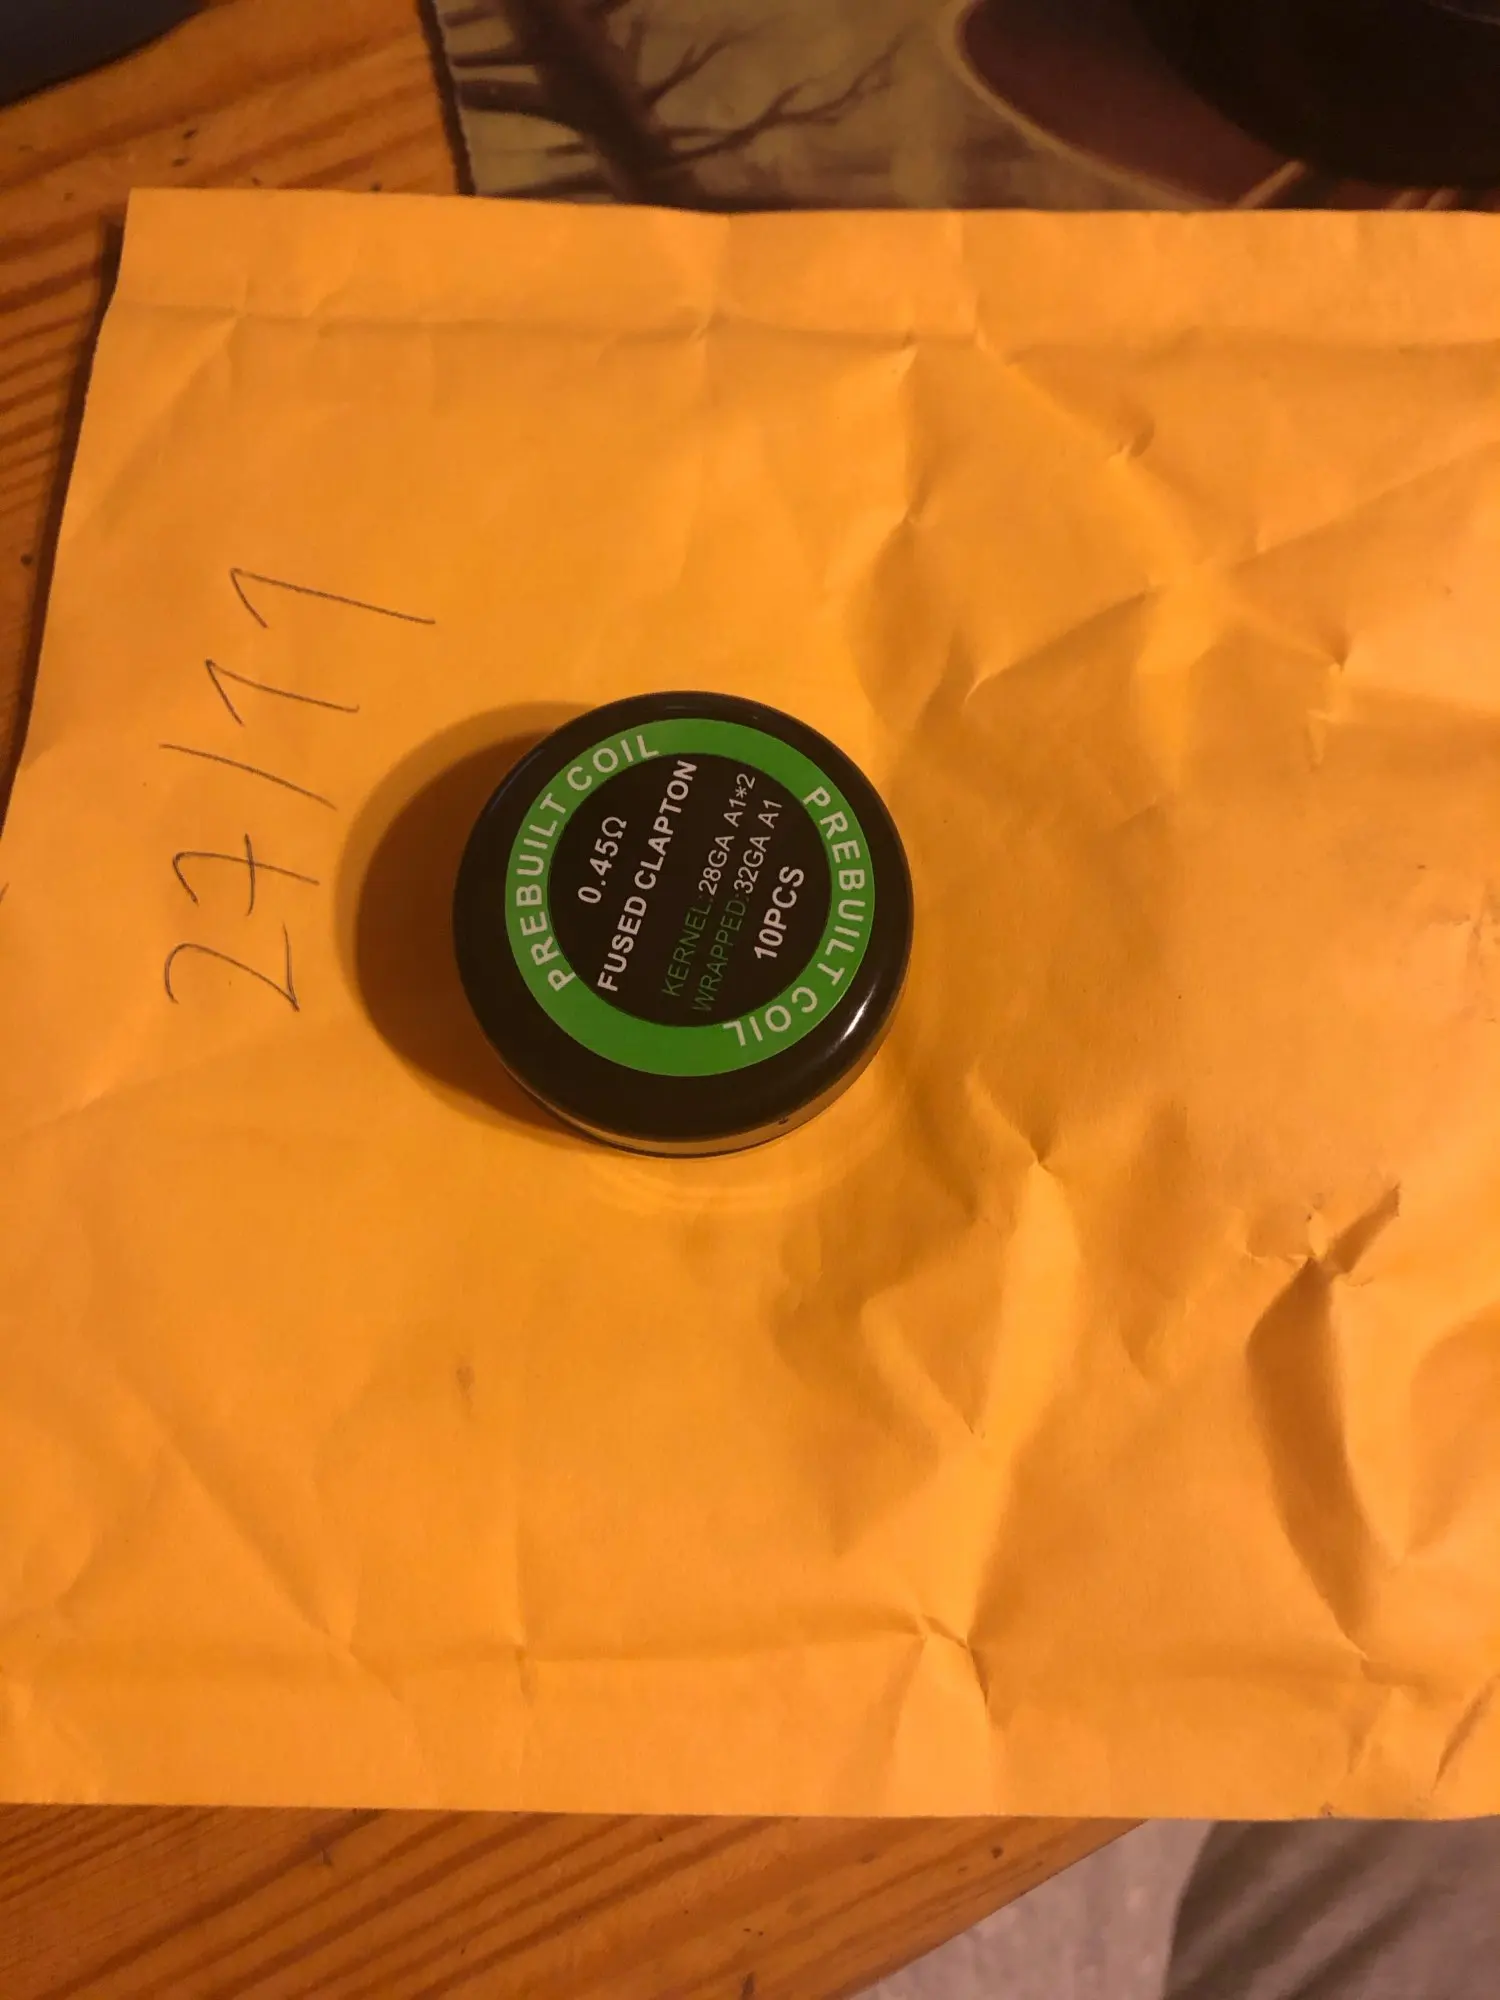 27/11
PREBUILT COIL
0.45Ω
FUSED CLAPTON
KERNEL:28GA A1*2
WRAPPED:32GA A1
10PCS
PREBUILT COIL